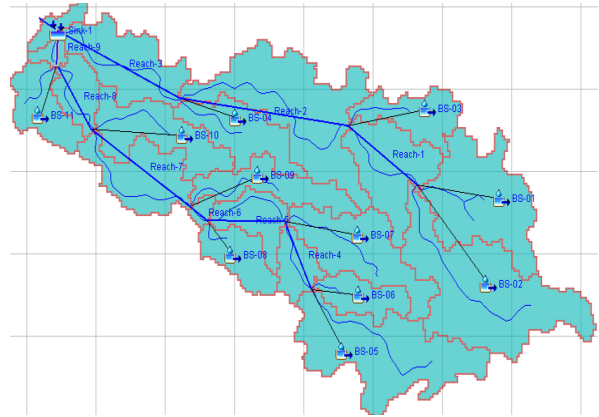 Sink-1
Reach-9
Reach-3
Reach-8
BS-11
BS-04
Reach-2
BS-03
BS-10
Reach-7
Reach-1
BS-09
BS-01
Reach-6
Reach-5
BS-07
BS-08
Reach-4
BS-02
BS-06
BS-05